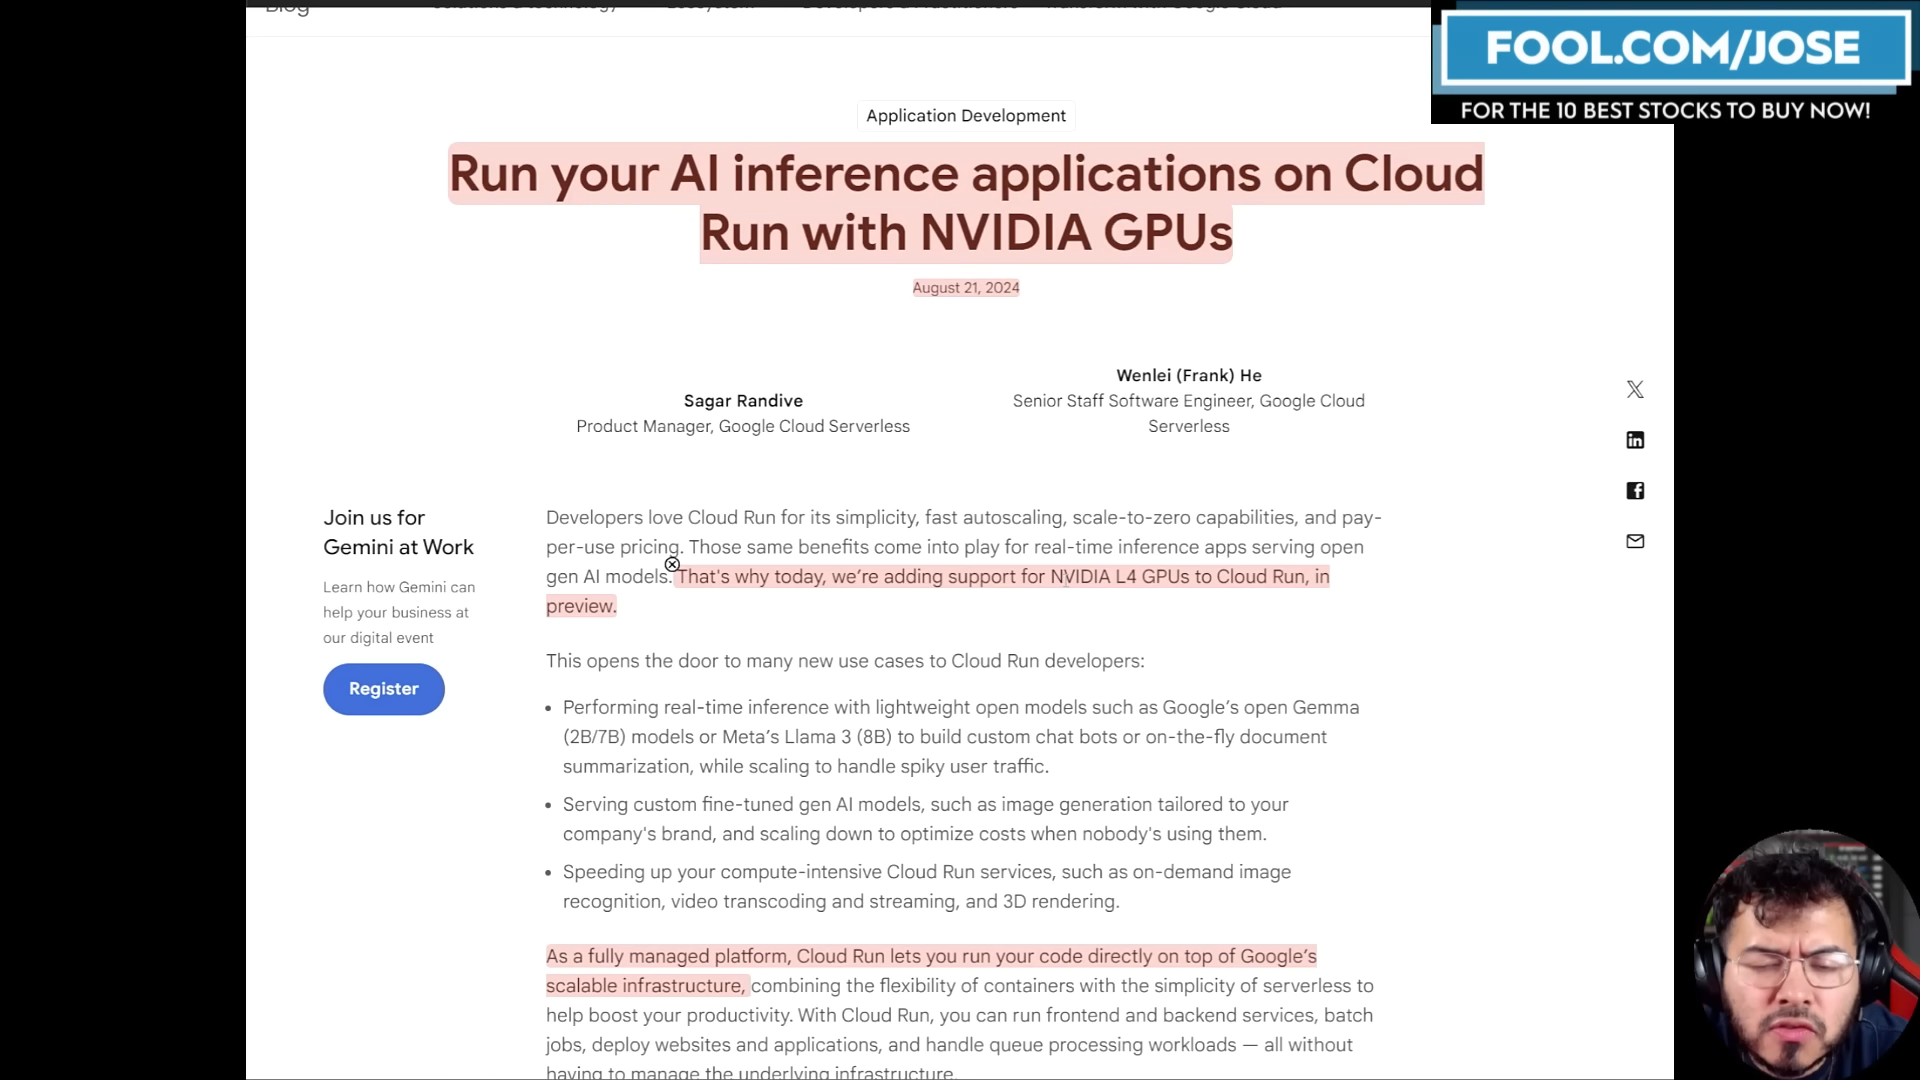 Blog Solutions & technology Ecosystem Developers & Practitioners Transform with Google Cloud
FOOL.COM/JOSE
FOR THE 10 BEST STOCKS TO BUY NOW!
Application Development
Run your AI inference applications on Cloud
Run with NVIDIA GPUs
August 21, 2024
Sagar Randive
Product Manager, Google Cloud Serverless
Wenlei (Frank) He
Senior Staff Software Engineer, Google Cloud
Serverless
Join us for
Gemini at Work
Learn how Gemini can
help your business at
our digital event
Register
Developers love Cloud Run for its simplicity, fast autoscaling, scale-to-zero capabilities, and pay-
per-use pricing. Those same benefits come into play for real-time inference apps serving open
gen AI models. That's why today, we’re adding support for NVIDIA L4 GPUs to Cloud Run, in
preview.
This opens the door to many new use cases to Cloud Run developers:
• Performing real-time inference with lightweight open models such as Google’s open Gemma
(2B/7B) models or Meta’s Llama 3 (8B) to build custom chat bots or on-the-fly document
summarization, while scaling to handle spiky user traffic.
• Serving custom fine-tuned gen AI models, such as image generation tailored to your
company's brand, and scaling down to optimize costs when nobody's using them.
• Speeding up your compute-intensive Cloud Run services, such as on-demand image
recognition, video transcoding and streaming, and 3D rendering.
As a fully managed platform, Cloud Run lets you run your code directly on top of Google’s
scalable infrastructure, combining the flexibility of containers with the simplicity of serverless to
help boost your productivity. With Cloud Run, you can run frontend and backend services, batch
jobs, deploy websites and applications, and handle queue processing workloads — all without
having to manage the underlying infrastructure.